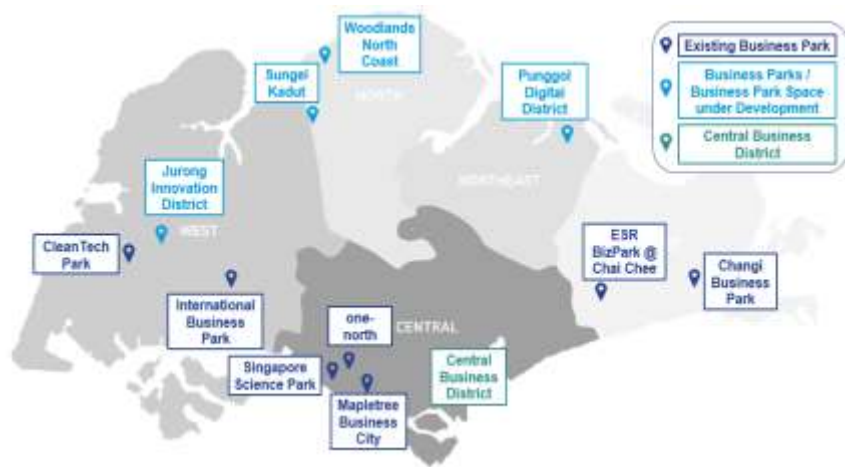 Woodlands
North
Coast
Sungei
Kadut
NORTH
Punggol
Digital
District
Existing Business Park
Business Parks /
Business Park Space
under Development
Central Business
District
Jurong
Innovation
District
NORTHEAST
WEST
CleanTech
Park
ESR
BizPark @
Chai Chee
Changi
Business
Park
International
Business
Park
one-
north
CENTRAL
Singapore
Science Park
Central
Business
District
Mapletree
Business
City